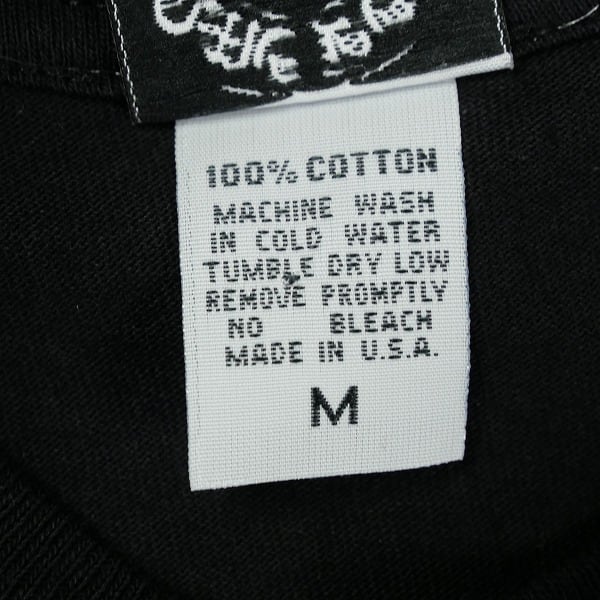 100% COTTON
MACHINE WASH
IN COLD WATER
TUMBLE DRY LOW
REMOVE PROMPTLY
NO BLEACH
MADE IN U.S.A.
M